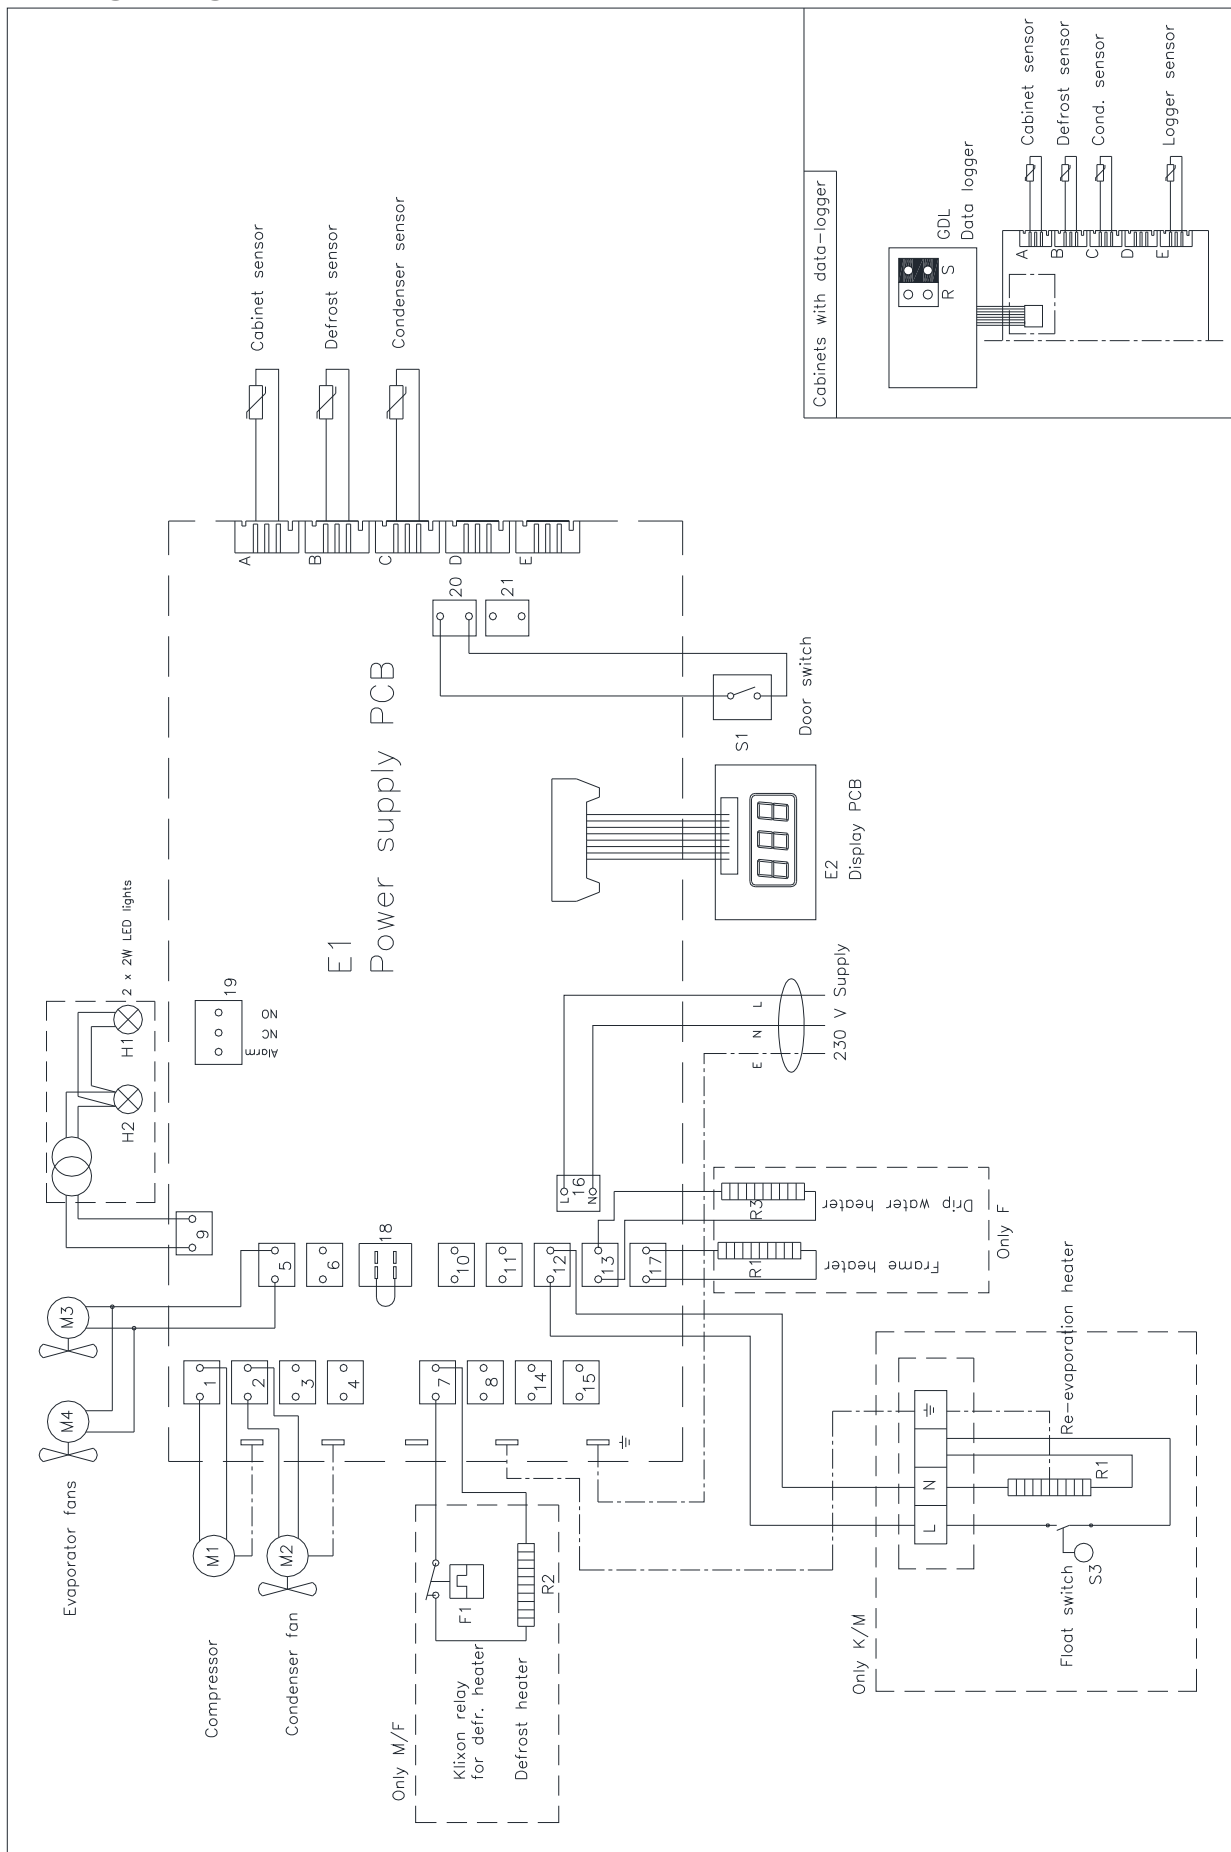 Evaporator fans
M4
M3
2 x 2W LED lights
H2
H1
Compressor
M1
Condenser fan
M2
1
2
3
4
5
6
9
18
19
Alarm
NC
NO
Cabinet sensor
Defrost sensor
Condenser sensor
A
B
C
D
E
E1
Power supply PCB
Only M/F
Klixon relay
for defr. heater
Defrost heater
F1
R2
7
8
14
15
10
11
12
13
17
16
L
N
20
21
S1
Door switch
E2
Display PCB
E
N
L
230 V Supply
Only F
R3
Drip
water heater
R1
Frame heater
Only K/M
L
N
Float switch
S3
R1
Re-evaporation heater
Cabinets with data-logger
GDL
Data logger
R
S
A
B
C
D
E
Cabinet sensor
Defrost sensor
Cond. sensor
Logger sensor